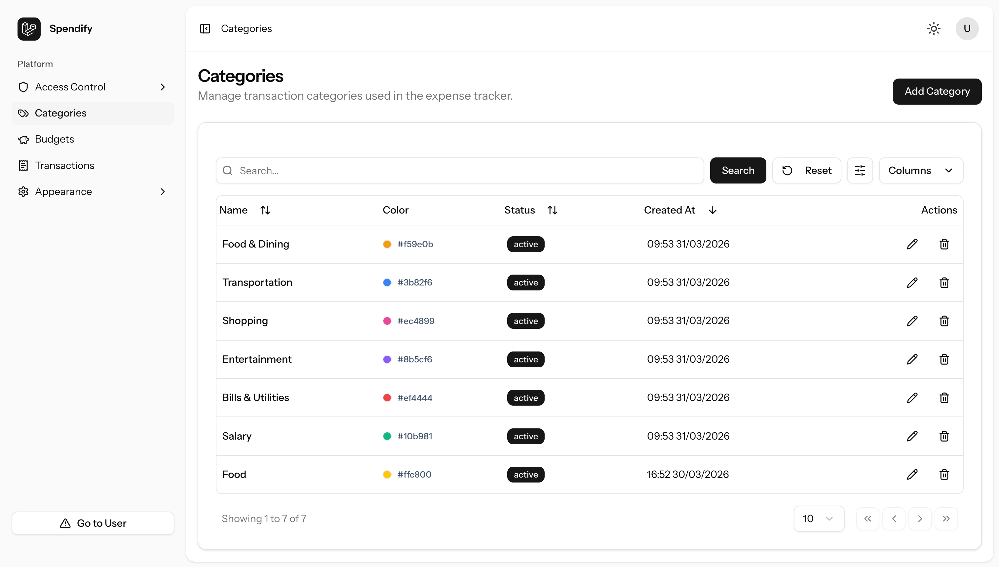 Spendify
Platform
Access Control
Categories
Budgets
Transactions
Appearance
Go to User
Categories
U
Categories
Manage transaction categories used in the expense tracker.
Add Category
Search...
Search
Reset
Columns
Name Color Status Created At Actions
Food & Dining #f59e0b active 09:53 31/03/2026
Transportation #3b82f6 active 09:53 31/03/2026
Shopping #ec4899 active 09:53 31/03/2026
Entertainment #8b5cf6 active 09:53 31/03/2026
Bills & Utilities #ef4444 active 09:53 31/03/2026
Salary #10b981 active 09:53 31/03/2026
Food #ffc800 active 16:52 30/03/2026
Showing 1 to 7 of 7
10